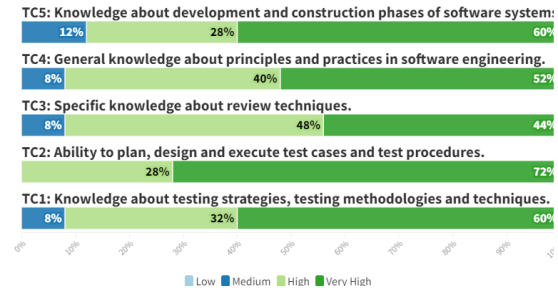 TC5: Knowledge about development and construction phases of software systems
12% 28% 60%
TC4: General knowledge about principles and practices in software engineering.
8% 40% 52%
TC3: Specific knowledge about review techniques.
8% 48% 44%
TC2: Ability to plan, design and execute test cases and test procedures.
28% 72%
TC1: Knowledge about testing strategies, testing methodologies and techniques.
8% 32% 60%
0% 10% 20% 30% 40% 50% 60% 70% 80% 90%
Low Medium High Very High